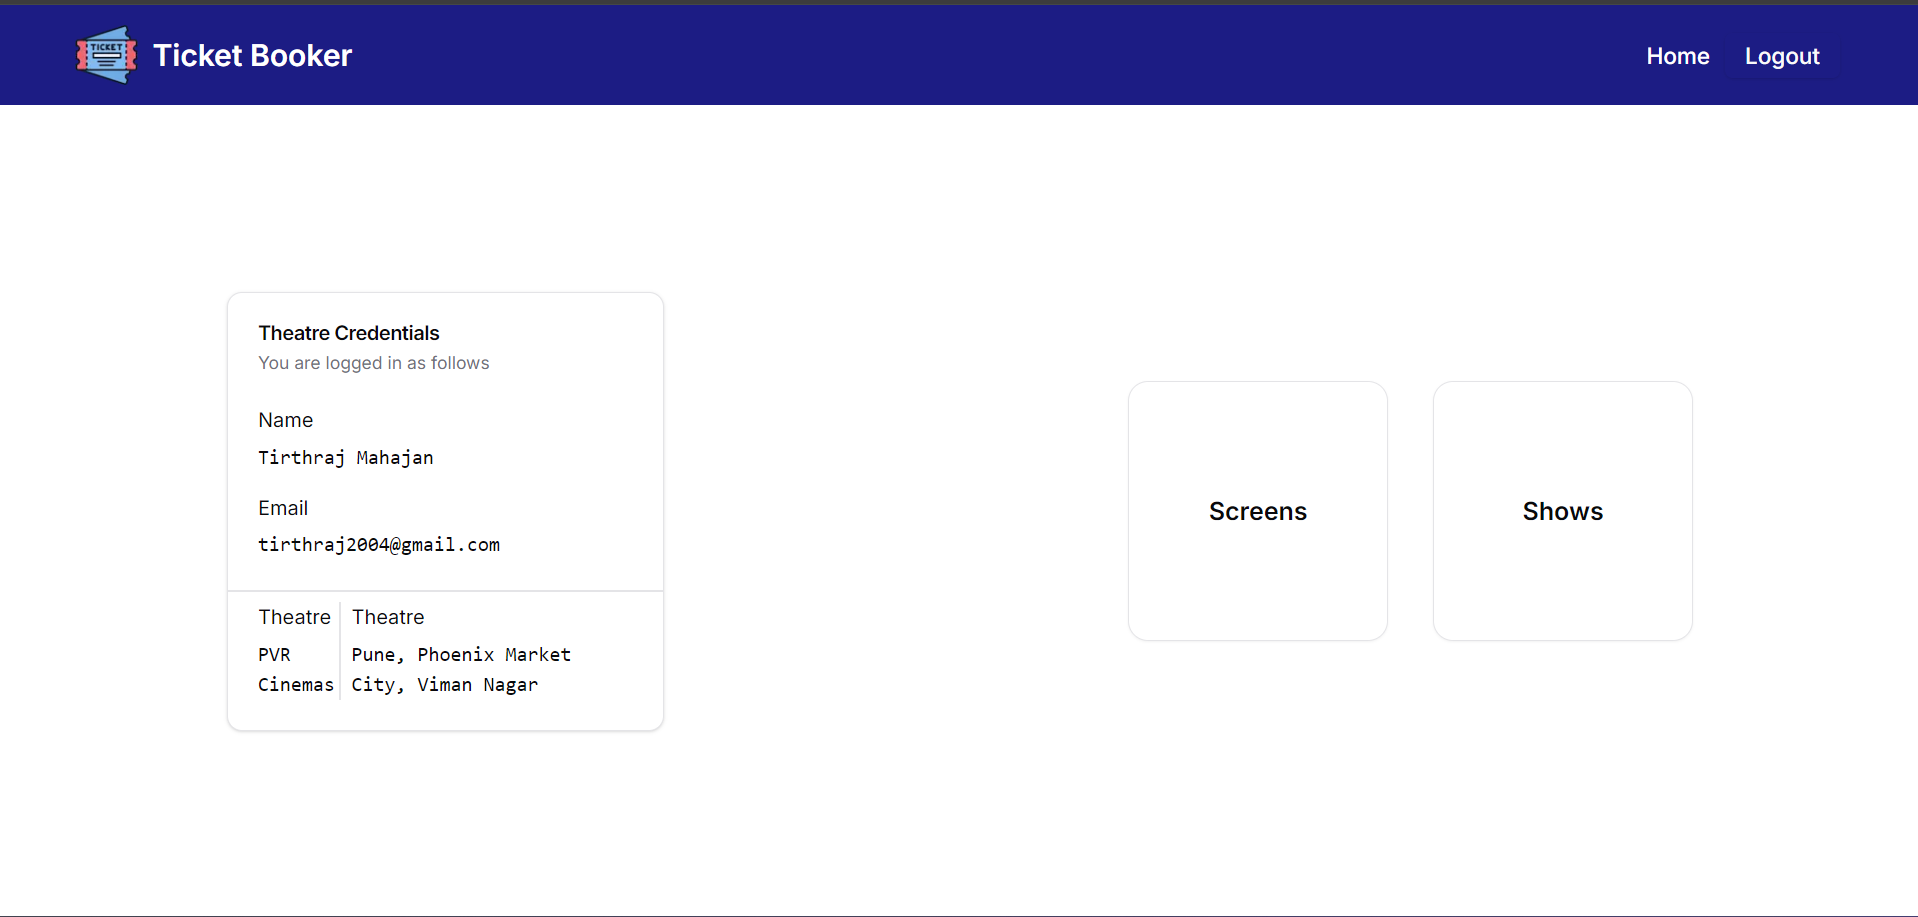 TICKET
Ticket Booker
Home
Logout
Theatre Credentials
You are logged in as follows
Name
Tirthraj Mahajan
Email
tirthraj2004@gmail.com
Theatre
PVR
Cinemas
Theatre
Pune, Phoenix Market
City, Viman Nagar
Screens
Shows